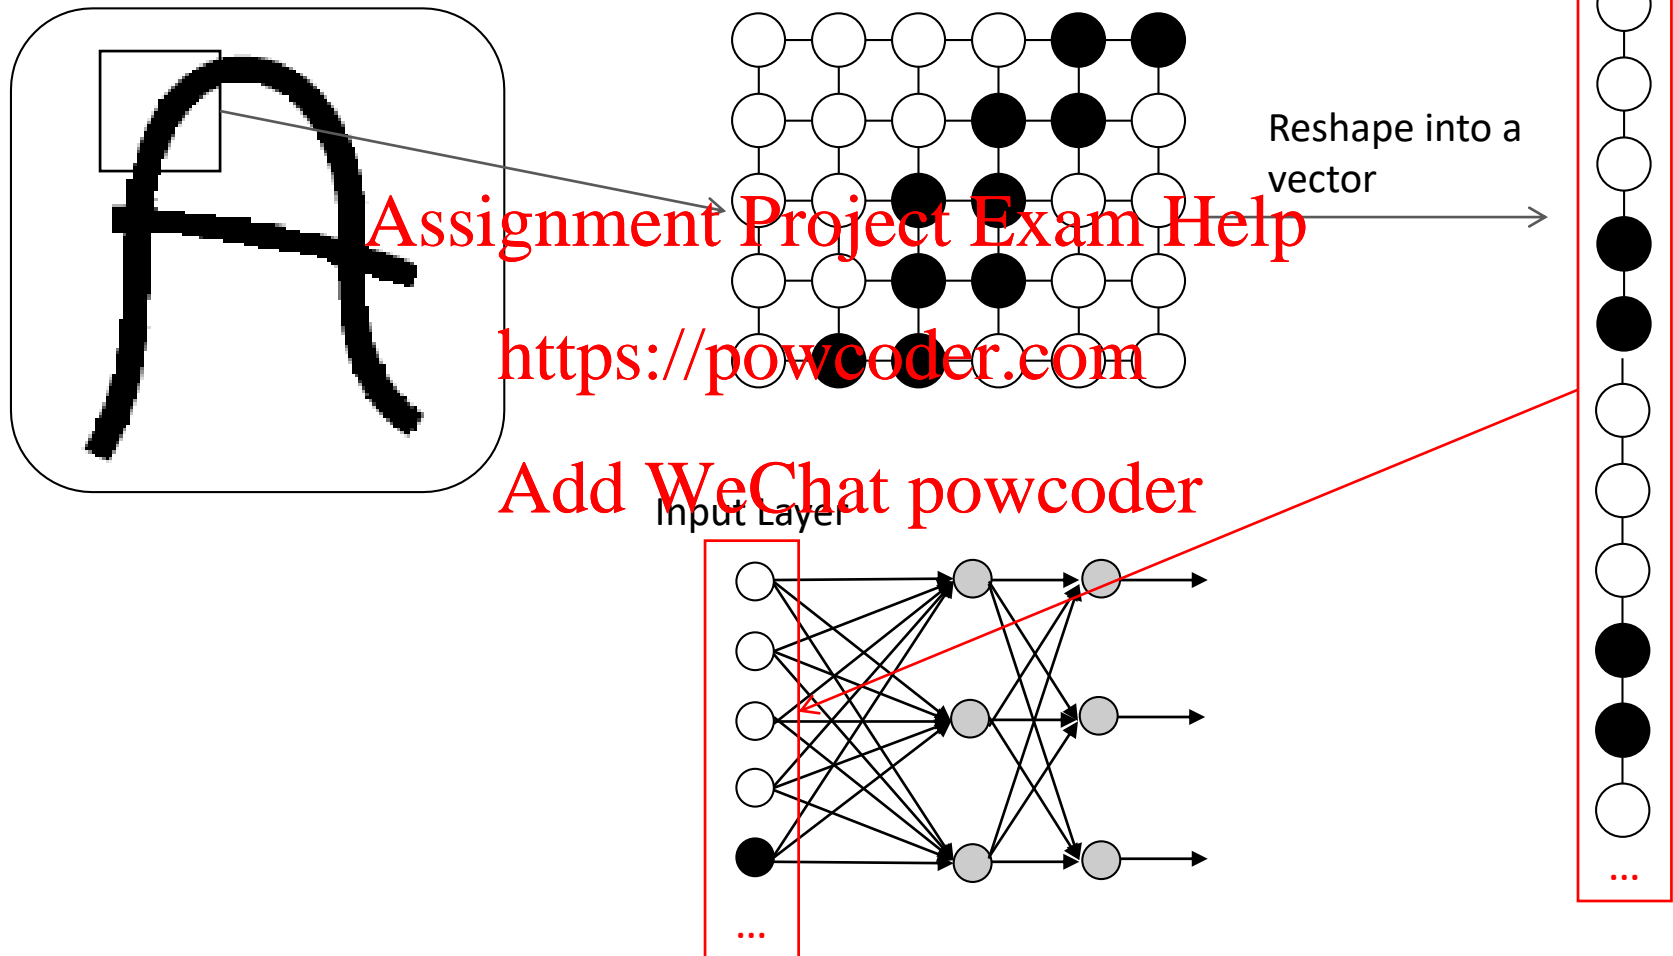 Reshape into a
vector
Assignment Project Exam Help
https://powcoder.com
Add WeChat powcoder
Input Layer
...
...